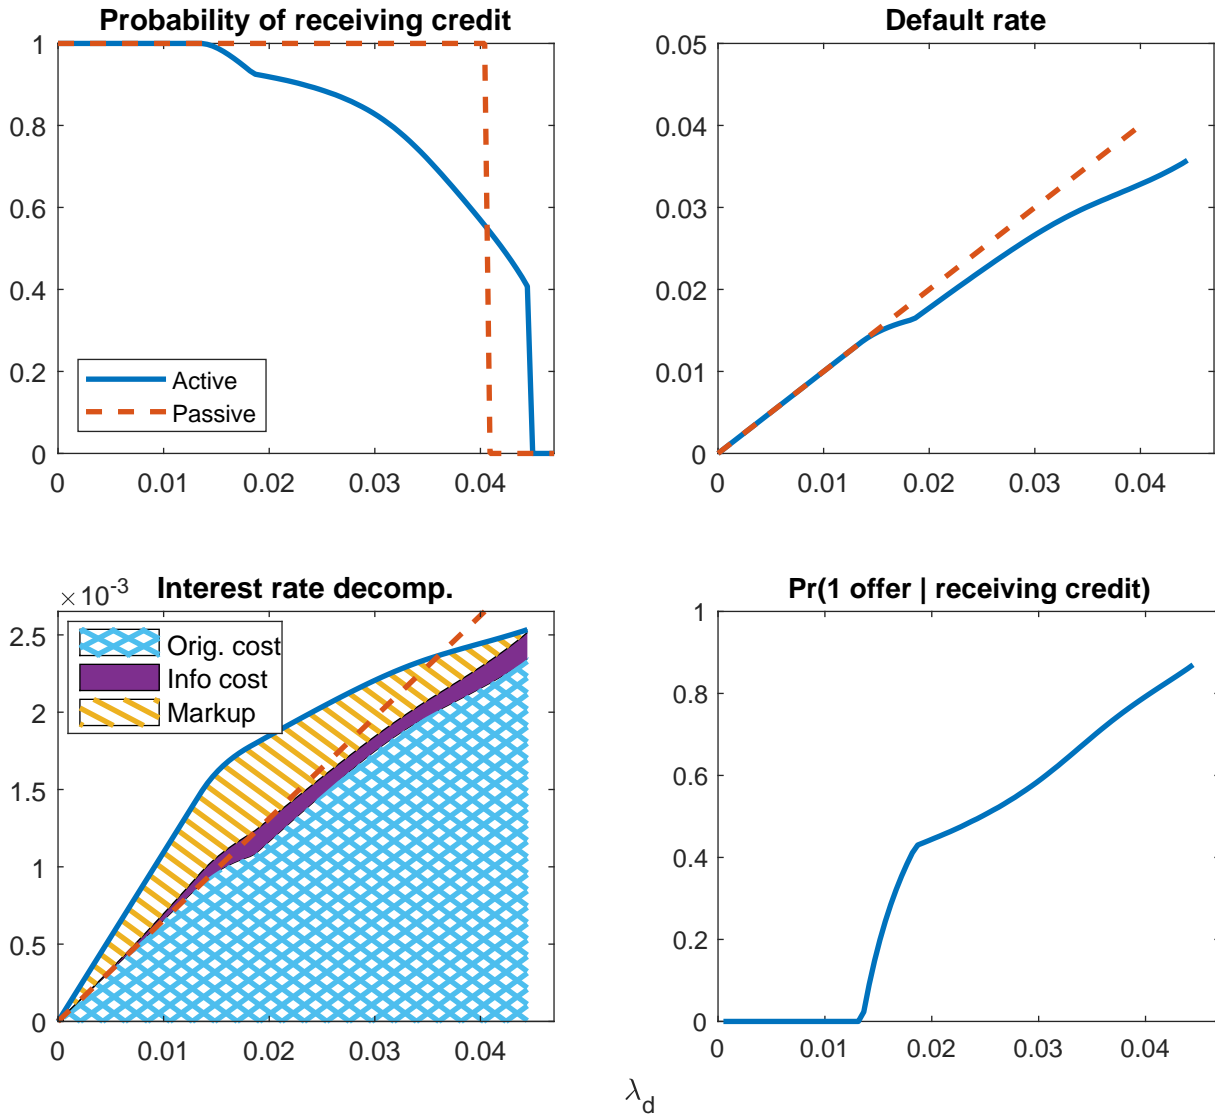 Probability of receiving credit
1
0.8
0.6
0.4
0.2
0
Active
Passive
0 0.01 0.02 0.03 0.04
Default rate
0.05
0.04
0.03
0.02
0.01
0
0 0.01 0.02 0.03 0.04
Interest rate decomp.
×10-3
2.5
2
1.5
1
0.5
0
Orig. cost
Info cost
Markup
0 0.01 0.02 0.03 0.04
Pr(1 offer | receiving credit)
1
0.8
0.6
0.4
0.2
0
0 0.01 0.02 0.03 0.04
λd